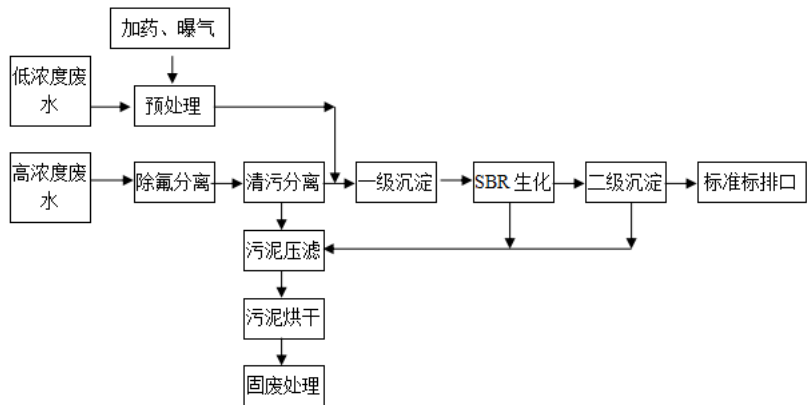 加药、曝气
低浓度废
水
预处理
高浓度废
水
除氟分离
清污分离
一级沉淀
SBR 生化
二级沉淀
标准标排口
污泥压滤
污泥烘干
固废处理